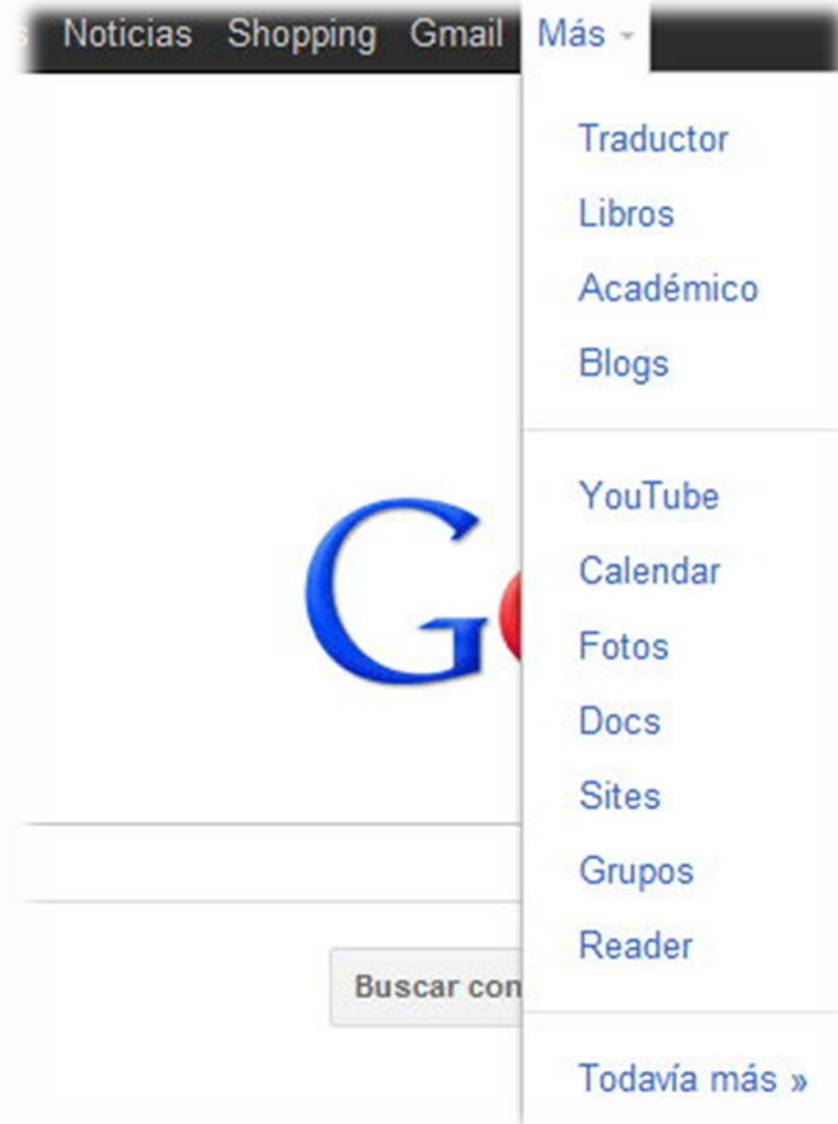 s Noticias Shopping Gmail Más
Traductor
Libros
Académico
Blogs
YouTube
Calendar
Fotos
Docs
Sites
Grupos
Reader
Todavía más »
G
Buscar con